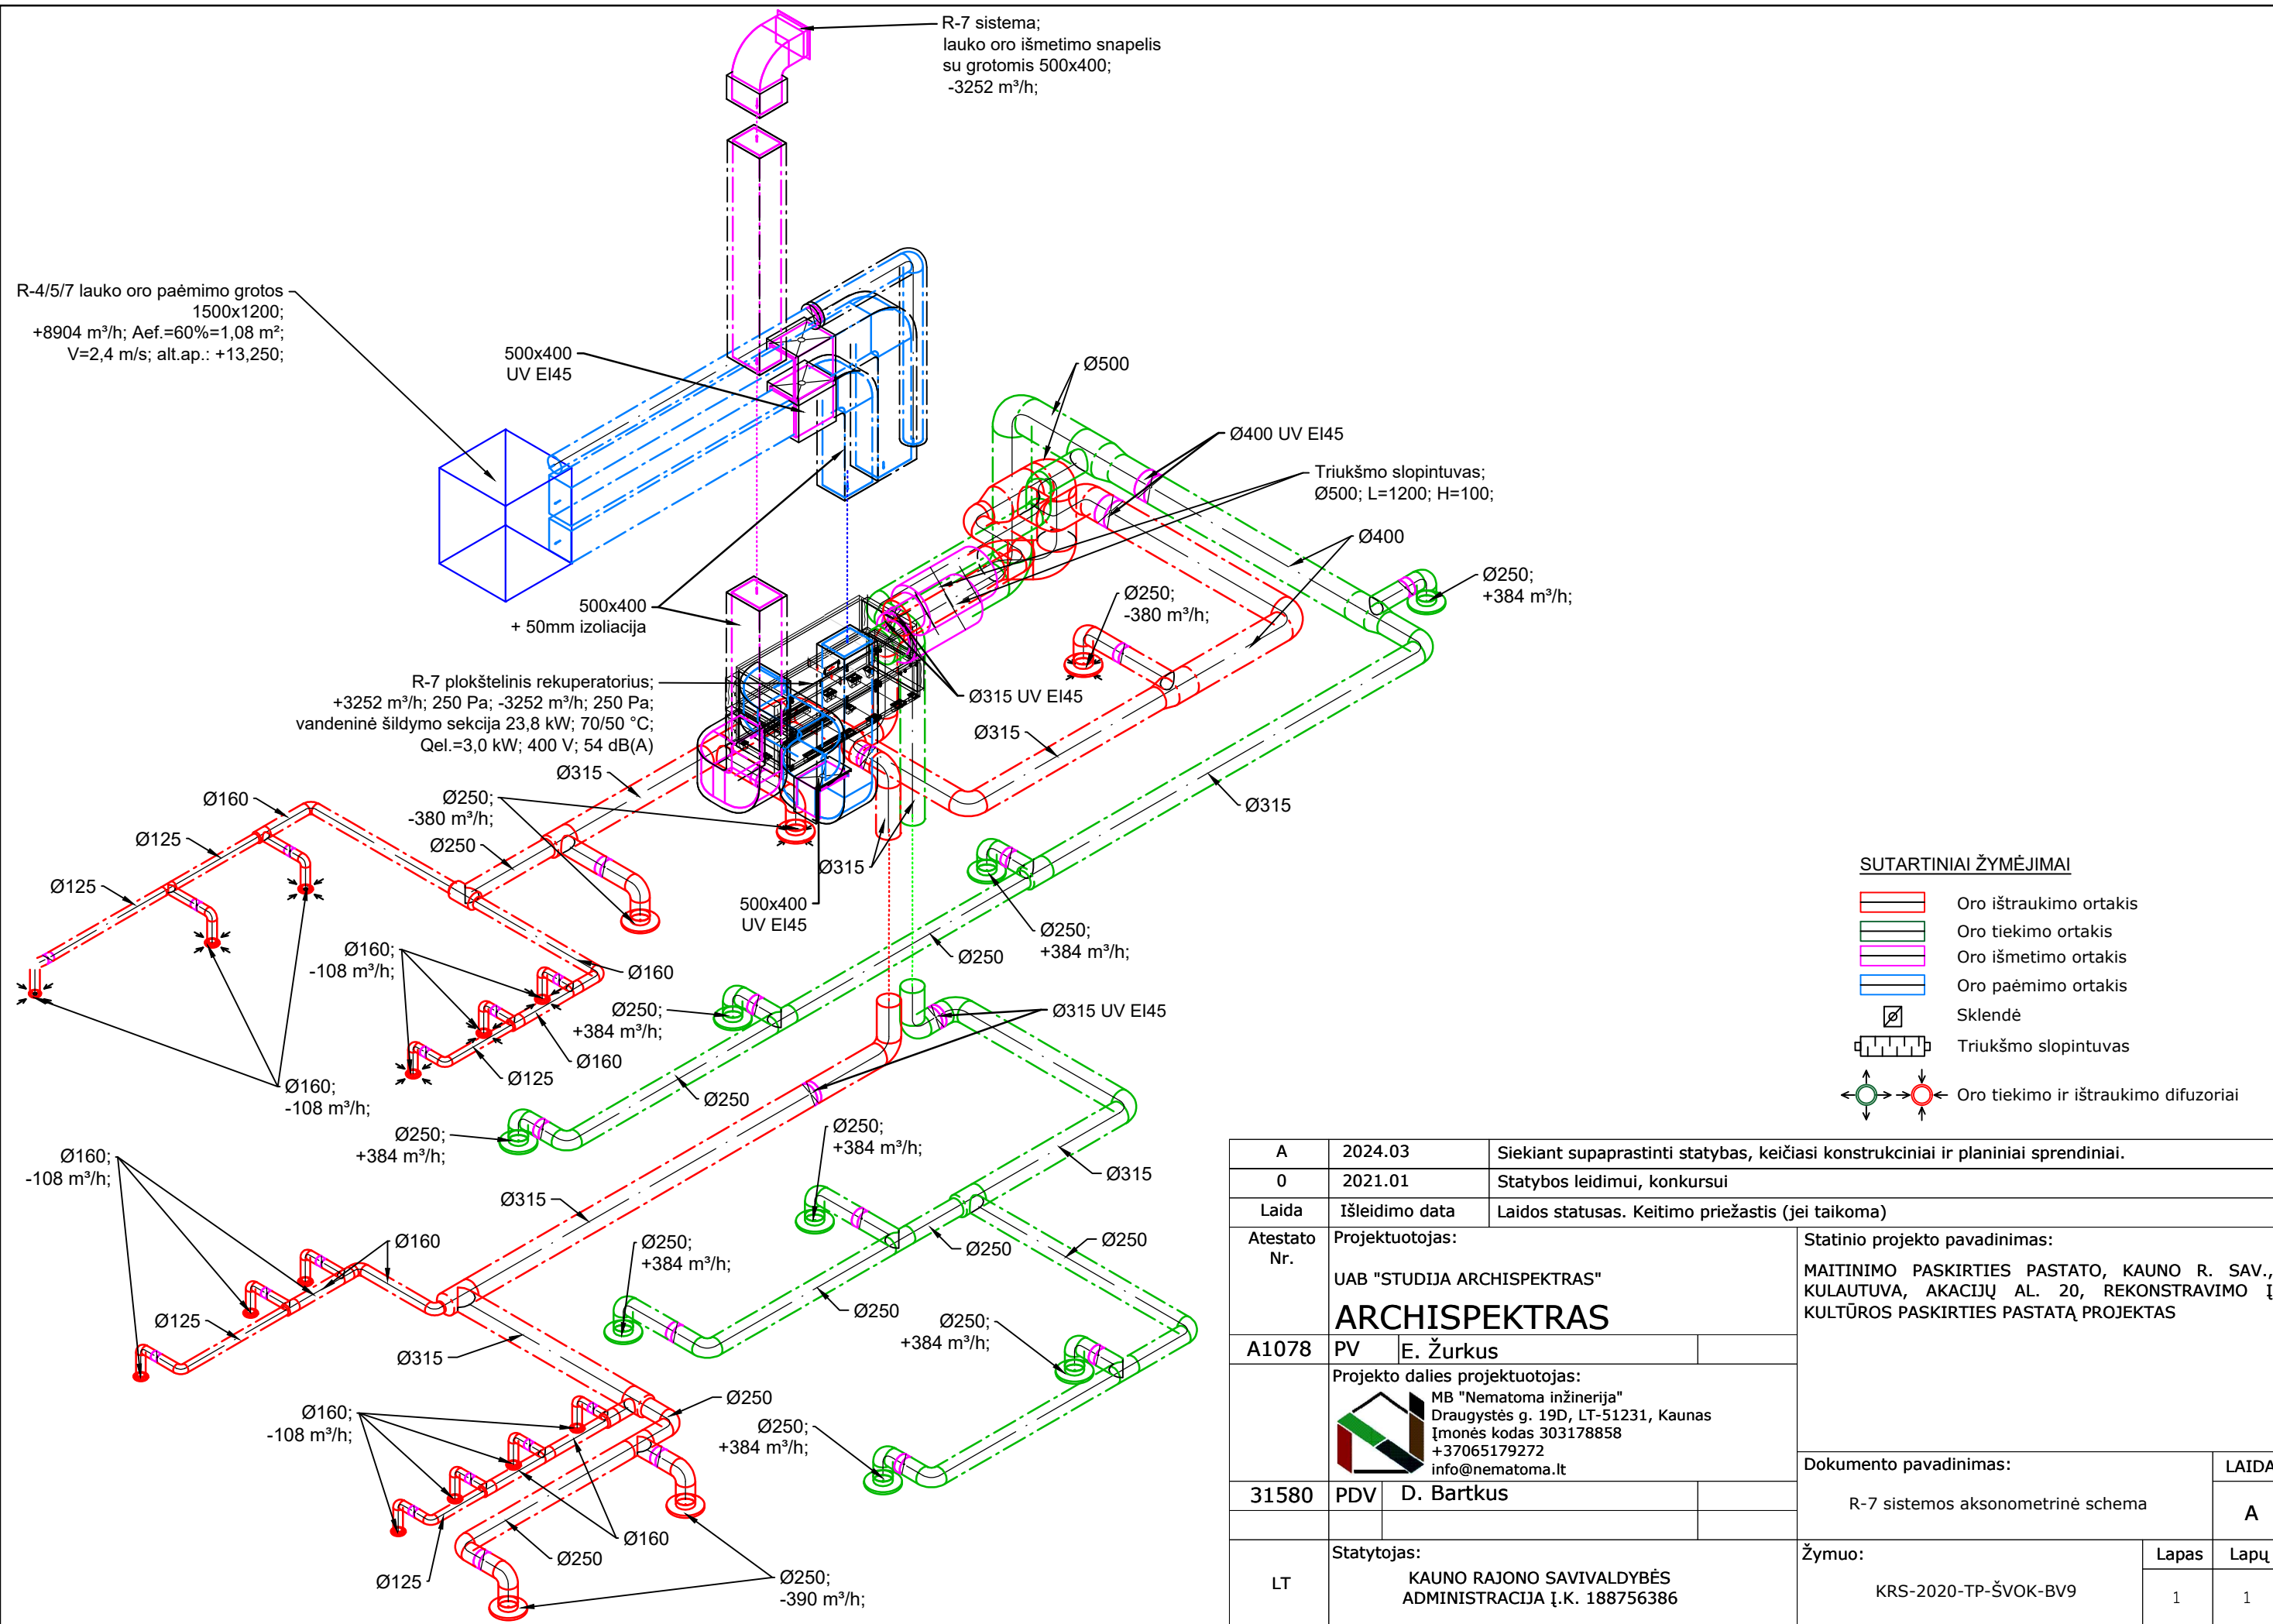 R-7 sistema;
lauko oro išmetimo snapelis
su grotomis 500x400;
-3252 m³/h;
R-4/5/7 lauko oro paėmimo grotos
1500x1200;
+8904 m³/h; Aef.=60%=1,08 m²;
V=2,4 m/s; alt.ap.: +13,250;
500x400
UV EI45
Ø500
Ø400 UV EI45
Triukšmo slopintuvas;
Ø500; L=1200; H=100;
Ø400
Ø250;
+384 m³/h;
Ø250;
-380 m³/h;
500x400
+ 50mm izoliacija
R-7 plokštelinis rekuperatorius;
+3252 m³/h; 250 Pa; -3252 m³/h; 250 Pa;
vandeninė šildymo sekcija 23,8 kW; 70/50 °C;
Qel.=3,0 kW; 400 V; 54 dB(A)
Ø315 UV EI45
Ø315
Ø315
Ø315
Ø160
Ø250;
-380 m³/h;
Ø125
Ø250
Ø125
Ø315
500x400
UV EI45
Ø250;
+384 m³/h;
Ø250
Ø160;
-108 m³/h;
Ø160
Ø250;
+384 m³/h;
Ø315 UV EI45
Ø160
Ø125
Ø160;
-108 m³/h;
Ø250
Ø250;
+384 m³/h;
Ø250;
+384 m³/h;
Ø160;
-108 m³/h;
Ø315
Ø315
Ø160
Ø250;
+384 m³/h;
Ø250
Ø250
Ø125
Ø250
Ø250;
+384 m³/h;
Ø315
Ø250
Ø160;
-108 m³/h;
Ø250;
+384 m³/h;
Ø160
Ø250
Ø125
Ø250;
-390 m³/h;
SUTARTINIAI ŽYMĖJIMAI
Oro ištraukimo ortakis
Oro tiekimo ortakis
Oro išmetimo ortakis
Oro paėmimo ortakis
Sklendė
Triukšmo slopintuvas
Oro tiekimo ir ištraukimo difuzoriai
A 2024.03 Siekiant supaprastinti statybas, keičiasi konstrukciniai ir planiniai sprendiniai.
0 2021.01 Statybos leidimui, konkursui
Laida Išleidimo data Laidos statusas. Keitimo priežastis (jei taikoma)
Atestato
Nr.
Projektuotojas:
UAB "STUDIJA ARCHISPEKTRAS"
ARCHISPEKTRAS
Statinio projekto pavadinimas:
MAITINIMO PASKIRTIES PASTATO, KAUNO R. SAV.,
KULAUTUVA, AKACIJŲ AL. 20, REKONSTRAVIMO Į
KULTŪROS PASKIRTIES PASTATĄ PROJEKTAS
A1078 PV E. Žurkus
Projekto dalies projektuotojas:
MB "Nematoma inžinerija"
Draugystės g. 19D, LT-51231, Kaunas
Įmonės kodas 303178858
+37065179272
info@nematoma.lt
31580 PDV D. Bartkus
Dokumento pavadinimas:
R-7 sistemos aksonometrinė schema
LAIDA
A
LT
Statytojas:
KAUNO RAJONO SAVIVALDYBĖS
ADMINISTRACIJA Į.K. 188756386
Žymuo:
KRS-2020-TP-ŠVOK-BV9
Lapas Lapų
1 1